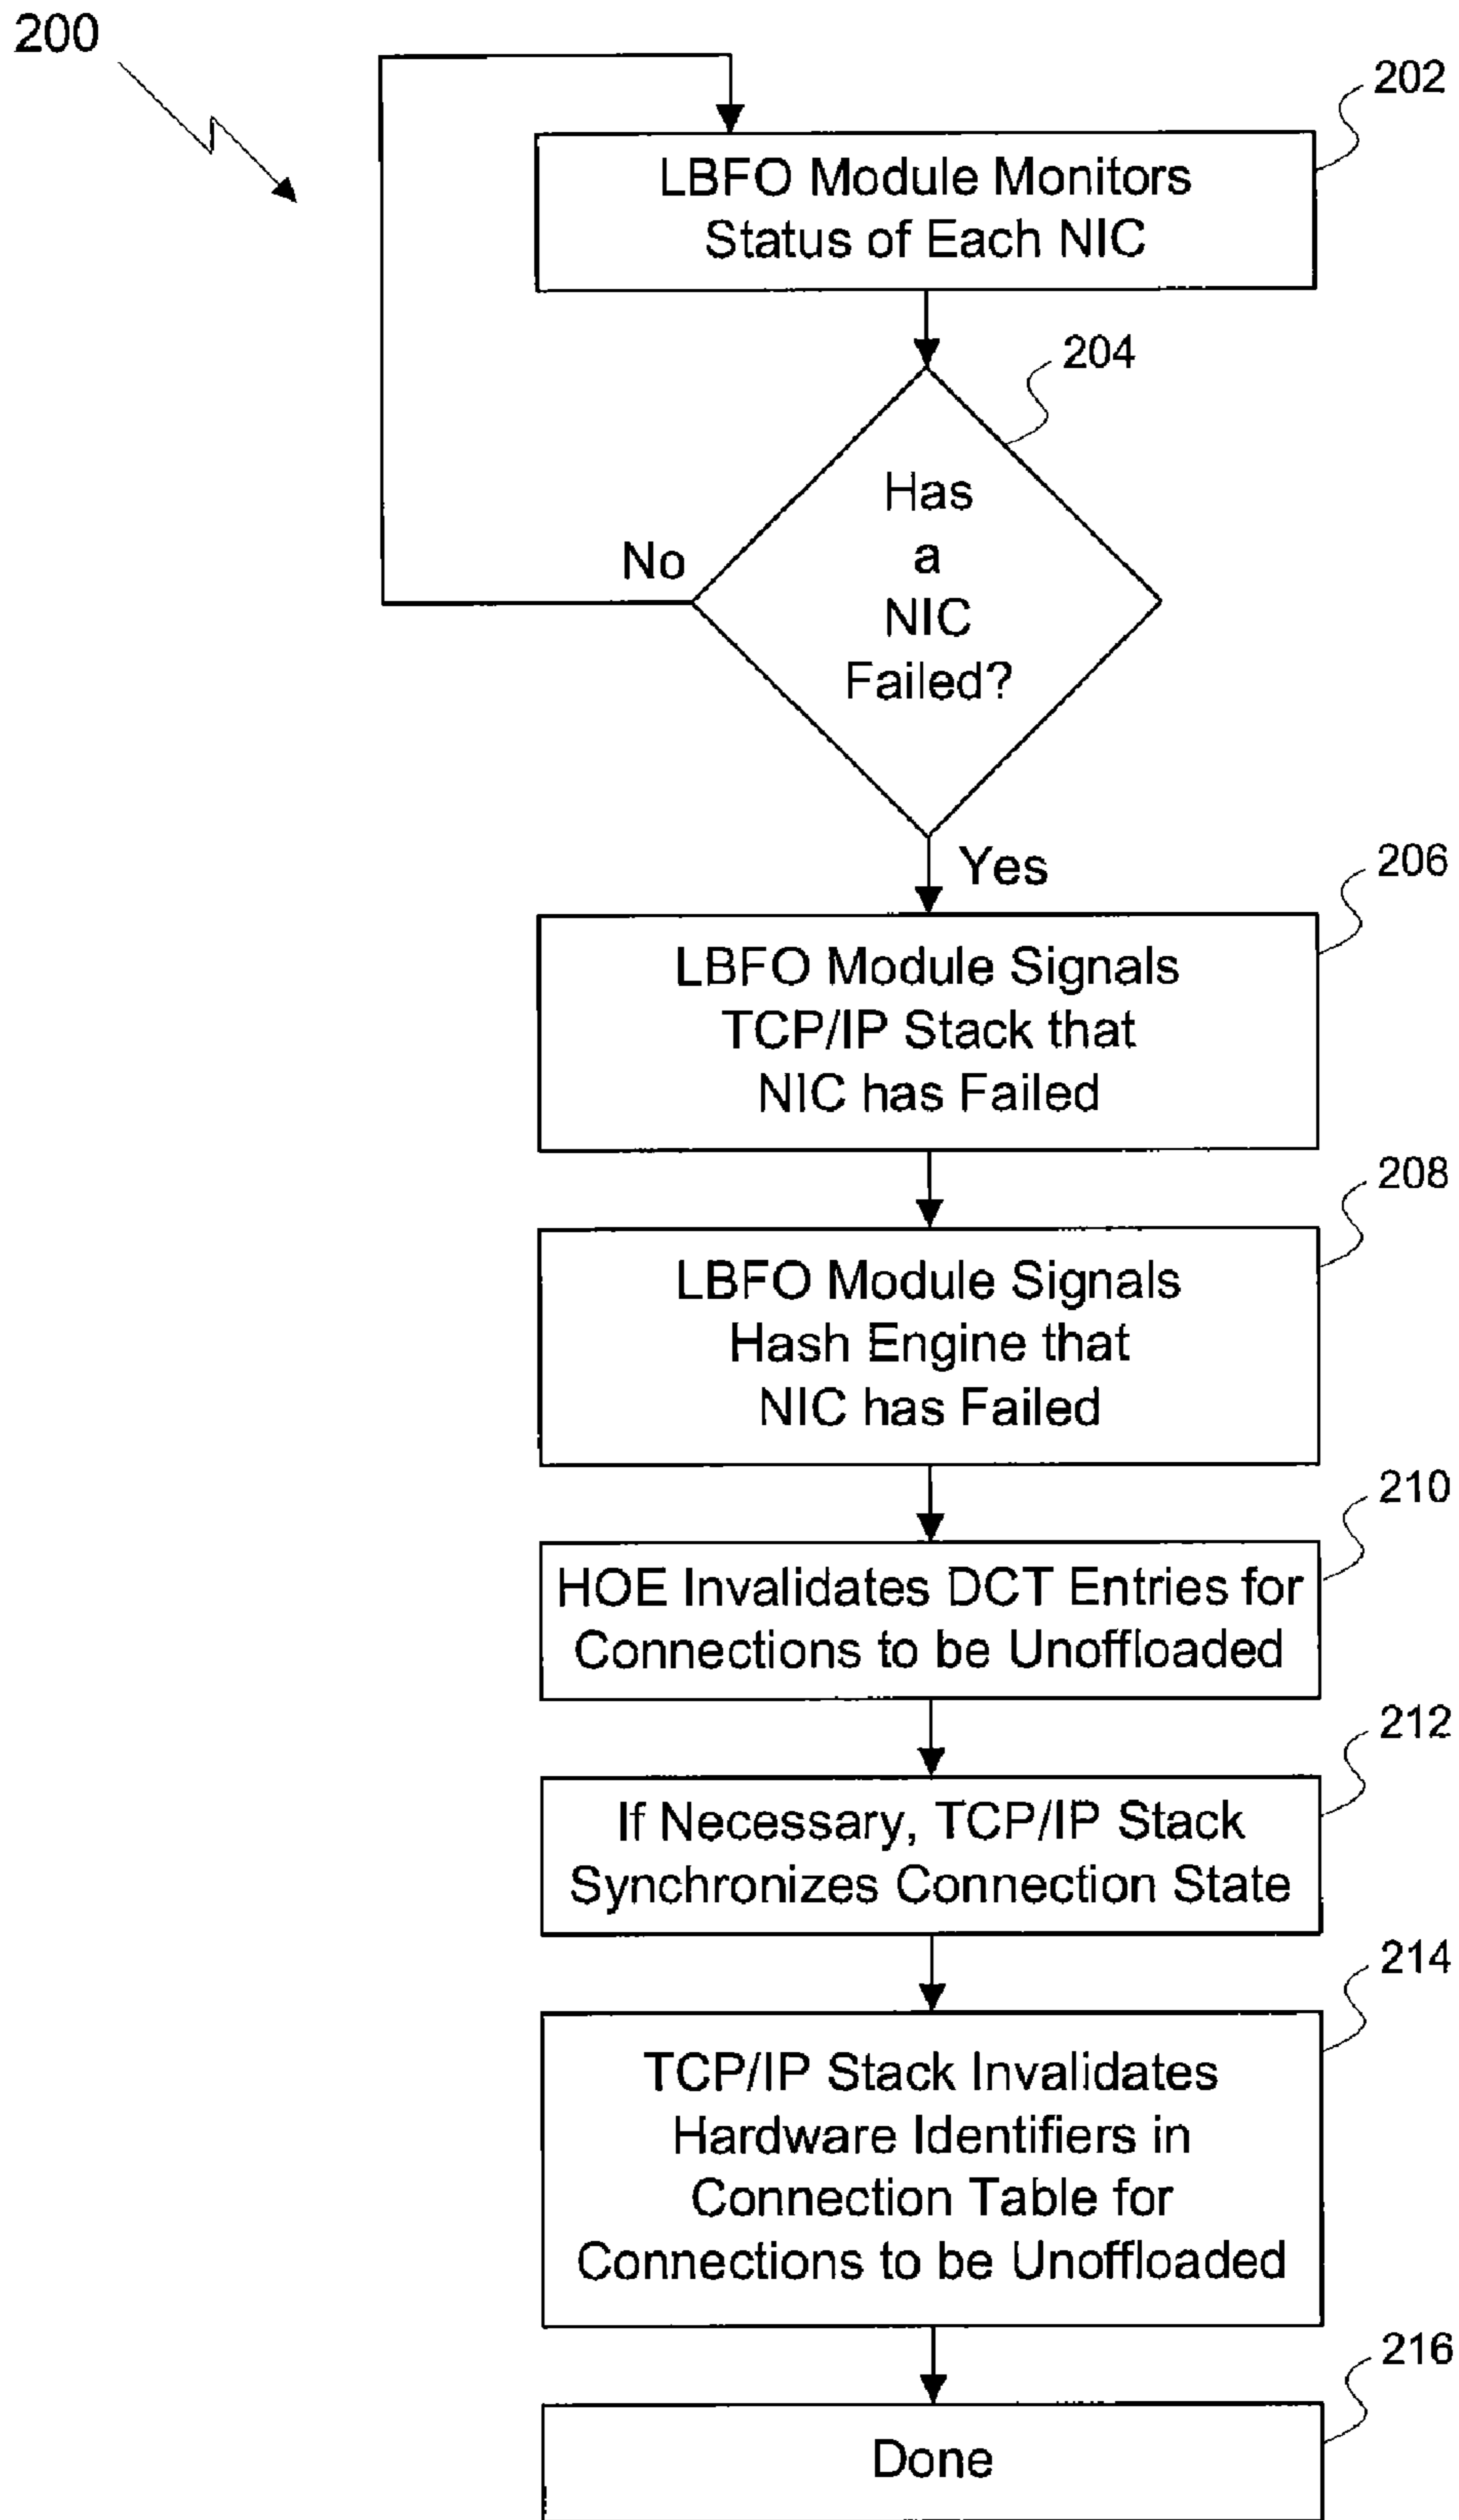 200
202
LBFO Module Monitors
Status of Each NIC
204
Has
a
NIC
Failed?
No
Yes
206
LBFO Module Signals
TCP/IP Stack that
NIC has Failed
208
LBFO Module Signals
Hash Engine that
NIC has Failed
210
HOE Invalidates DCT Entries for
Connections to be Unoffloaded
212
If Necessary, TCP/IP Stack
Synchronizes Connection State
214
TCP/IP Stack Invalidates
Hardware Identifiers in
Connection Table for
Connections to be Unoffloaded
216
Done